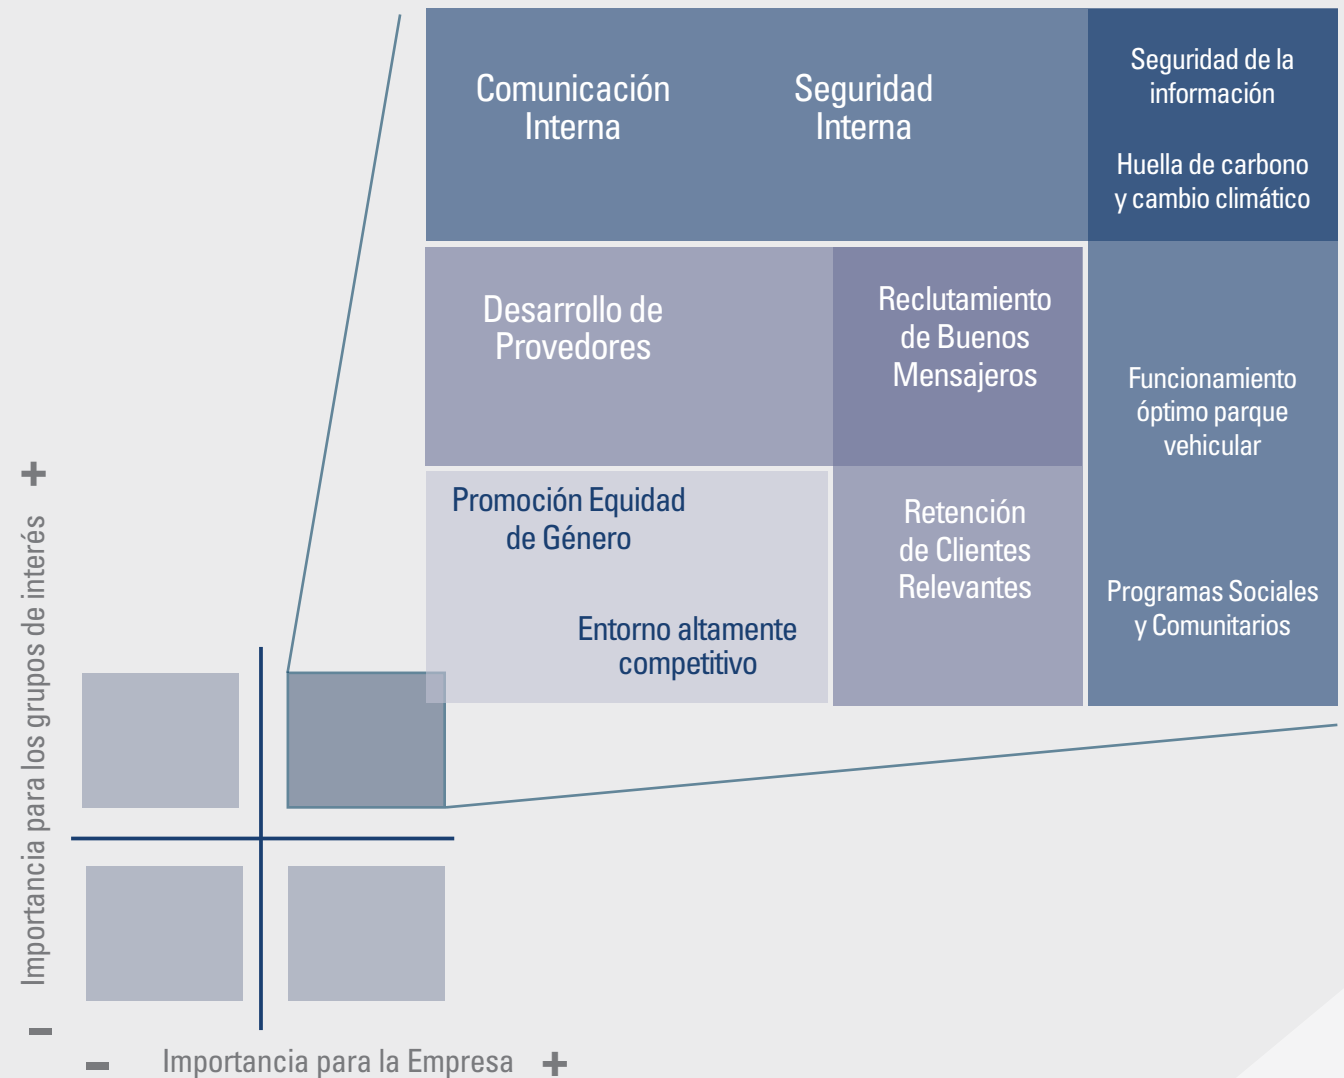 Comunicación
Interna
Seguridad
Interna
Seguridad de la
información
Huella de carbono
y cambio climático
Desarrollo de
Provedores
Reclutamiento
de Buenos
Mensajeros
Funcionamiento
óptimo parque
vehicular
Promoción Equidad
de Género
Entorno altamente
competitivo
Retención
de Clientes
Relevantes
Programas Sociales
y Comunitarios
- Importancia para los grupos de interés +
- Importancia para la Empresa +